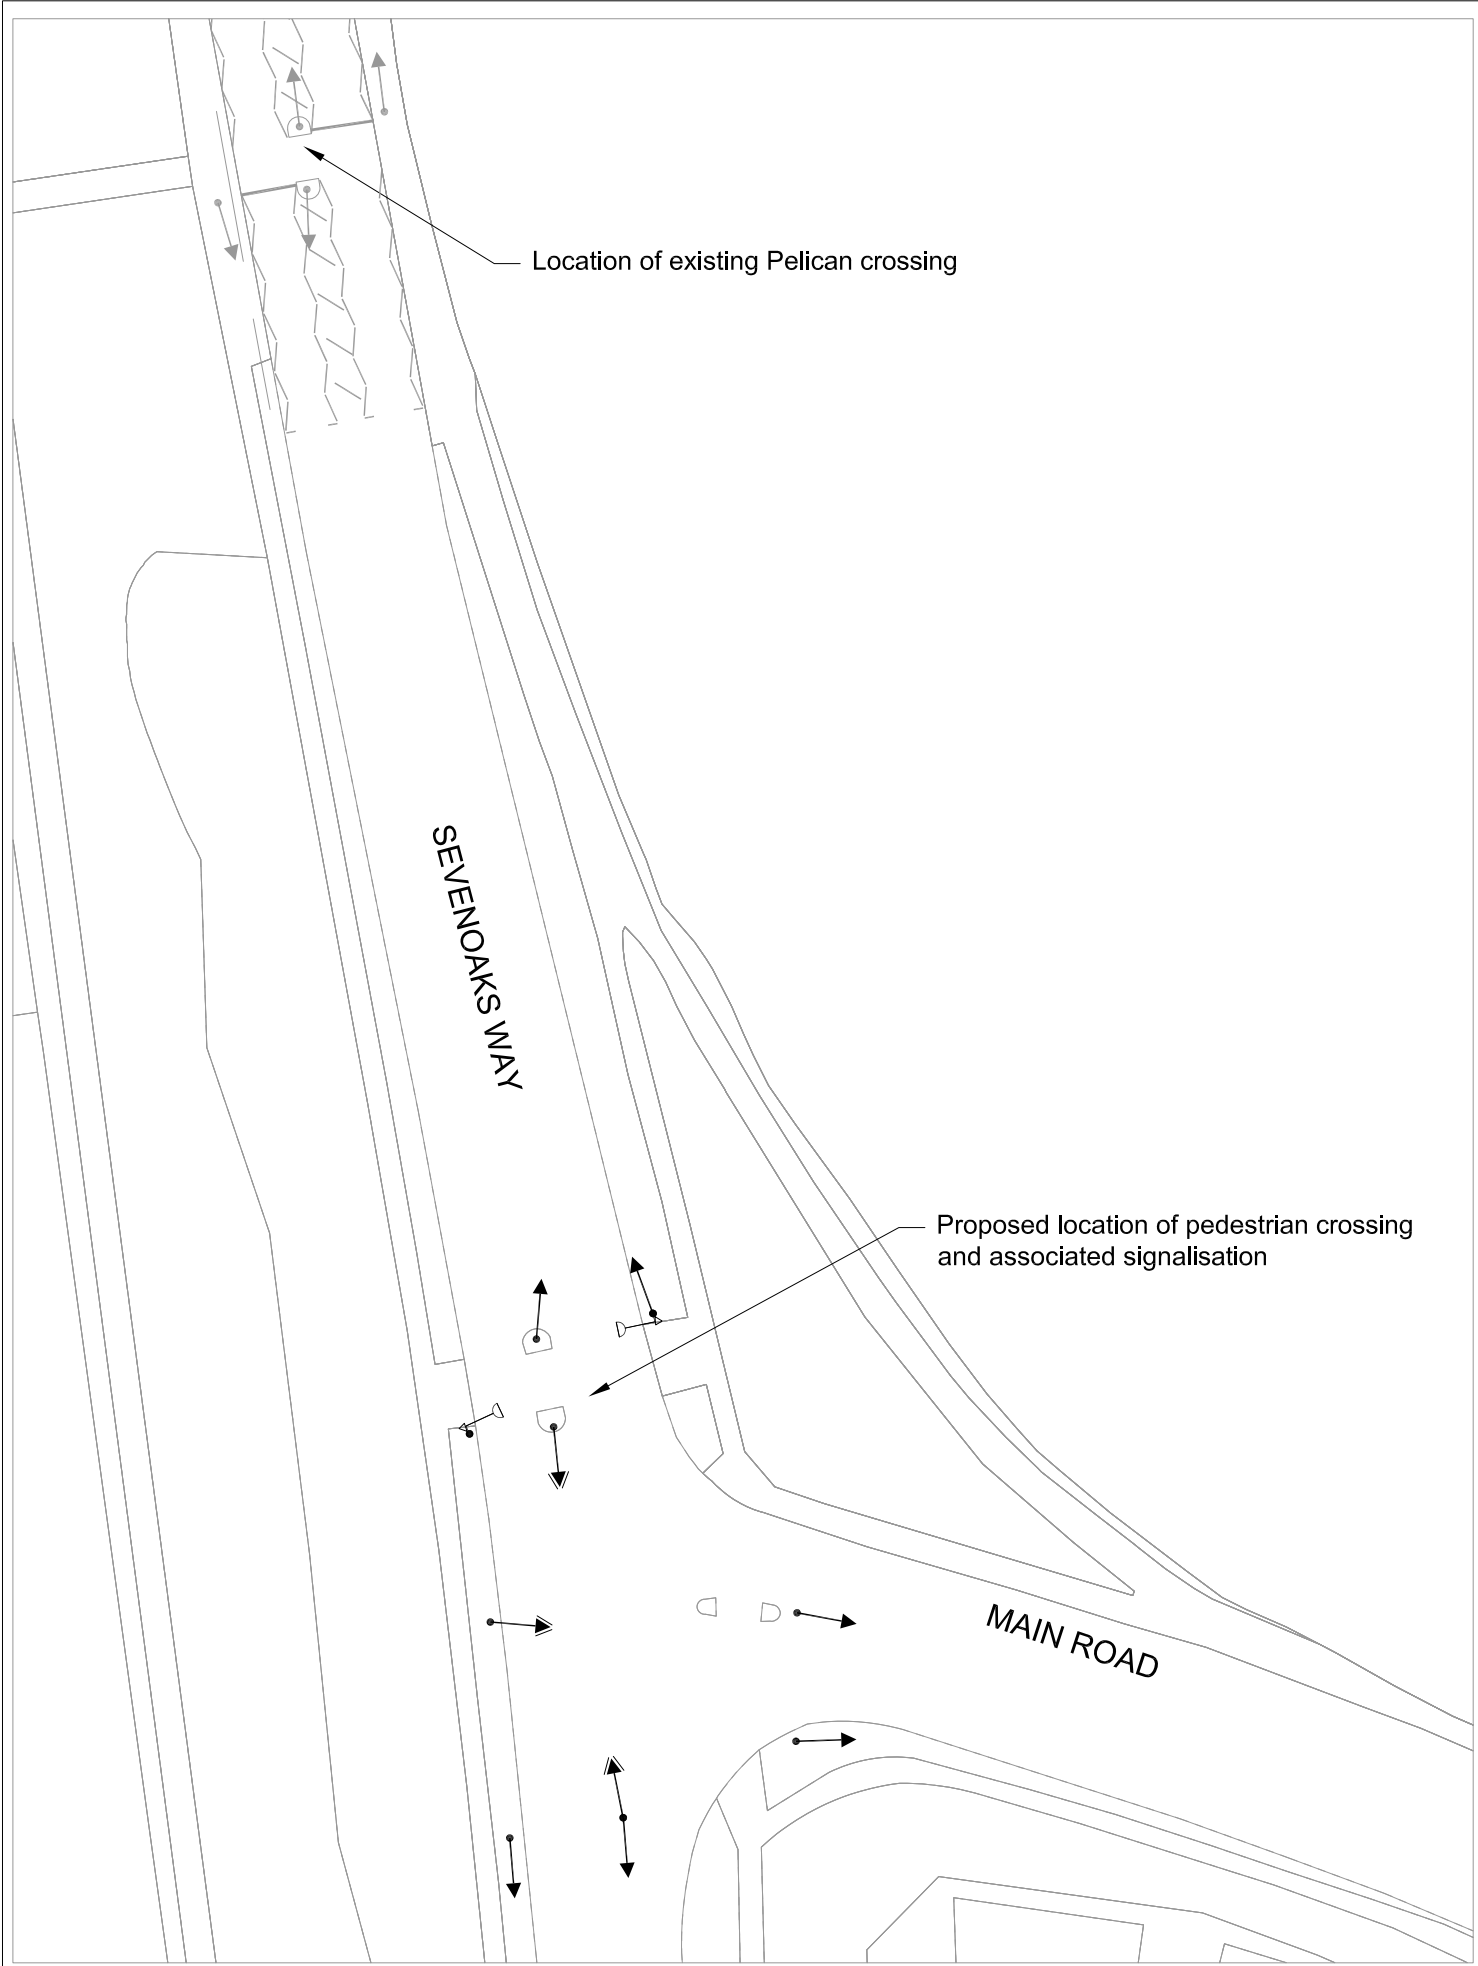 Location of existing Pelican crossing
SEVENOAKS WAY
Proposed location of pedestrian crossing
and associated signalisation
MAIN ROAD